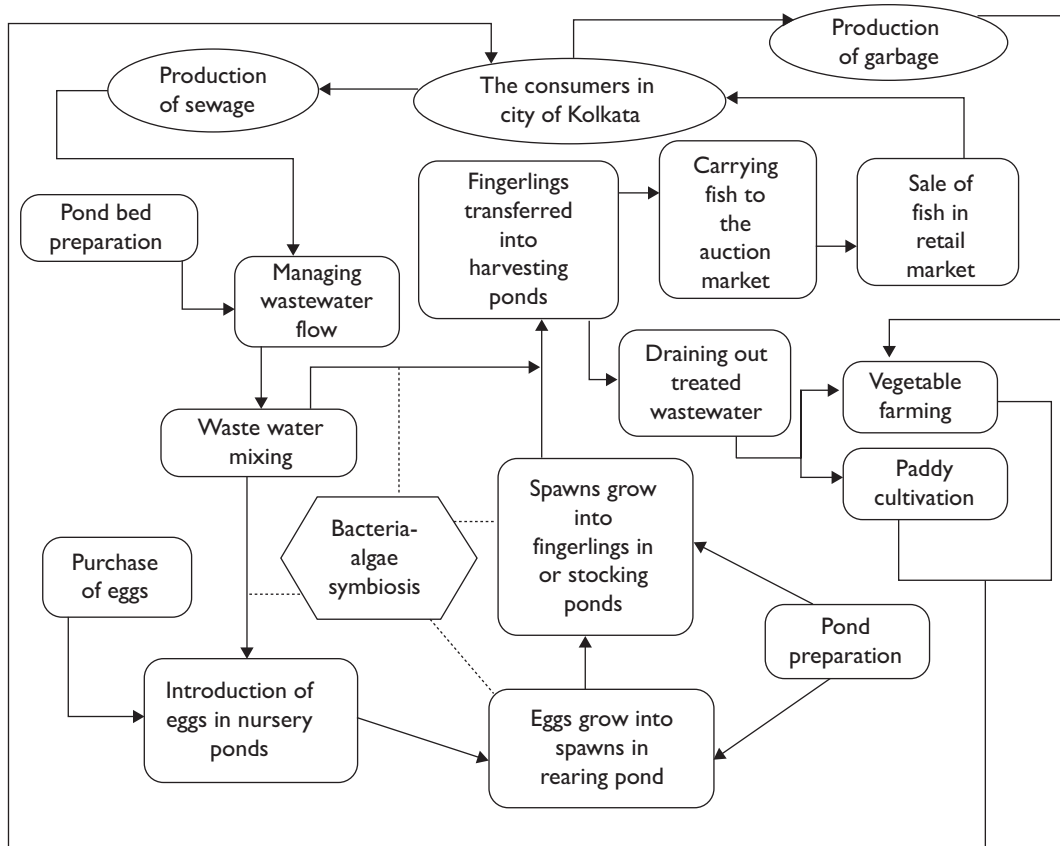 Production
of garbage
Production
of sewage
The consumers in
city of Kolkata
Fingerlings
transferred
into
harvesting
ponds
Carrying
fish to
the
auction
market
Sale of
fish in
retail
market
Pond bed
preparation
Managing
wastewater
flow
Draining out
treated
wastewater
Vegetable
farming
Waste water
mixing
Paddy
cultivation
Spawns grow
into
fingerlings in
or stocking
ponds
Bacteria-
algae
symbiosis
Purchase
of eggs
Pond
preparation
Introduction of
eggs in nursery
ponds
Eggs grow into
spawns in
rearing pond